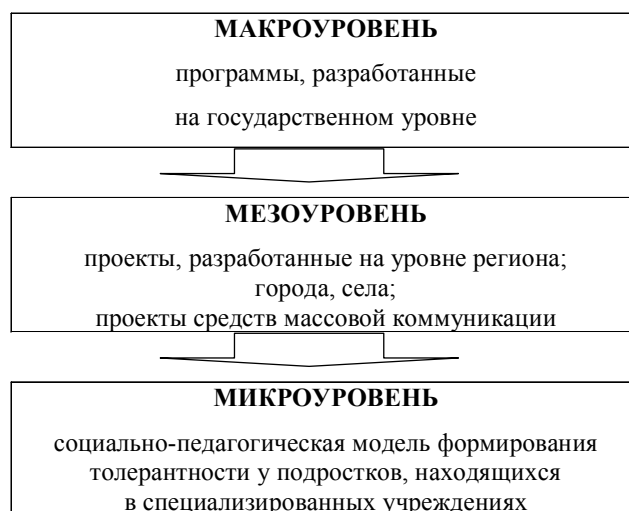 МАКРОУРОВЕНЬ
программы, разработанные
на государственном уровне
МЕЗОУРОВЕНЬ
проекты, разработанные на уровне региона;
города, села;
проекты средств массовой коммуникации
МИКРОУРОВЕНЬ
социально-педагогическая модель формирования
толерантности у подростков, находящихся
в специализированных учреждениях